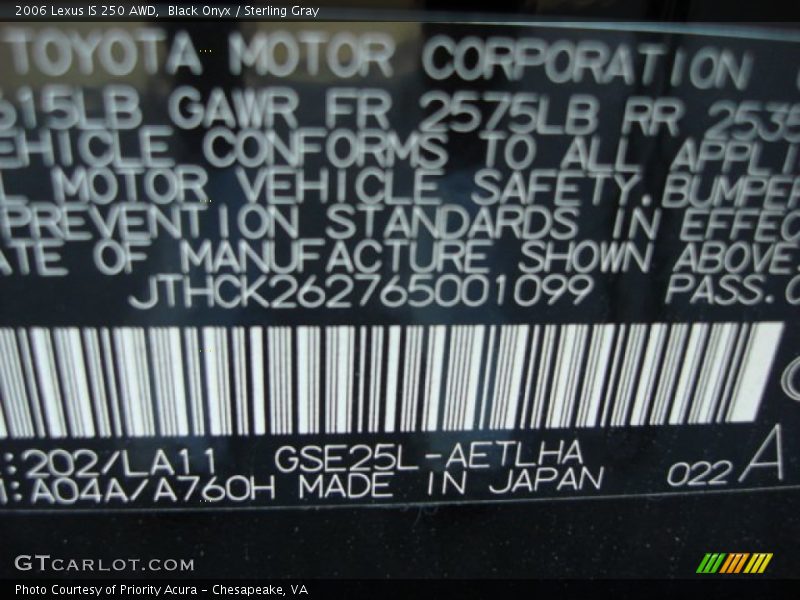 2006 Lexus IS 250 AWD, Black Onyx / Sterling Gray
TOYOTA MOTOR CORPORATION
615LB GAWR FR 2575LB RR 2535
EHICLE CONFORMS TO ALL APPLI
L MOTOR VEHICLE SAFETY, BUMPER
PREVENTION STANDARDS IN EFFEC
ATE OF MANUFACTURE SHOWN ABOVE.
JTHCK262765001099 PASS.C
:202/LA11 GSE25L-AETLHA
:A04A/A760H MADE IN JAPAN 022 A
GTCARLOT.COM
Photo Courtesy of Priority Acura - Chesapeake, VA